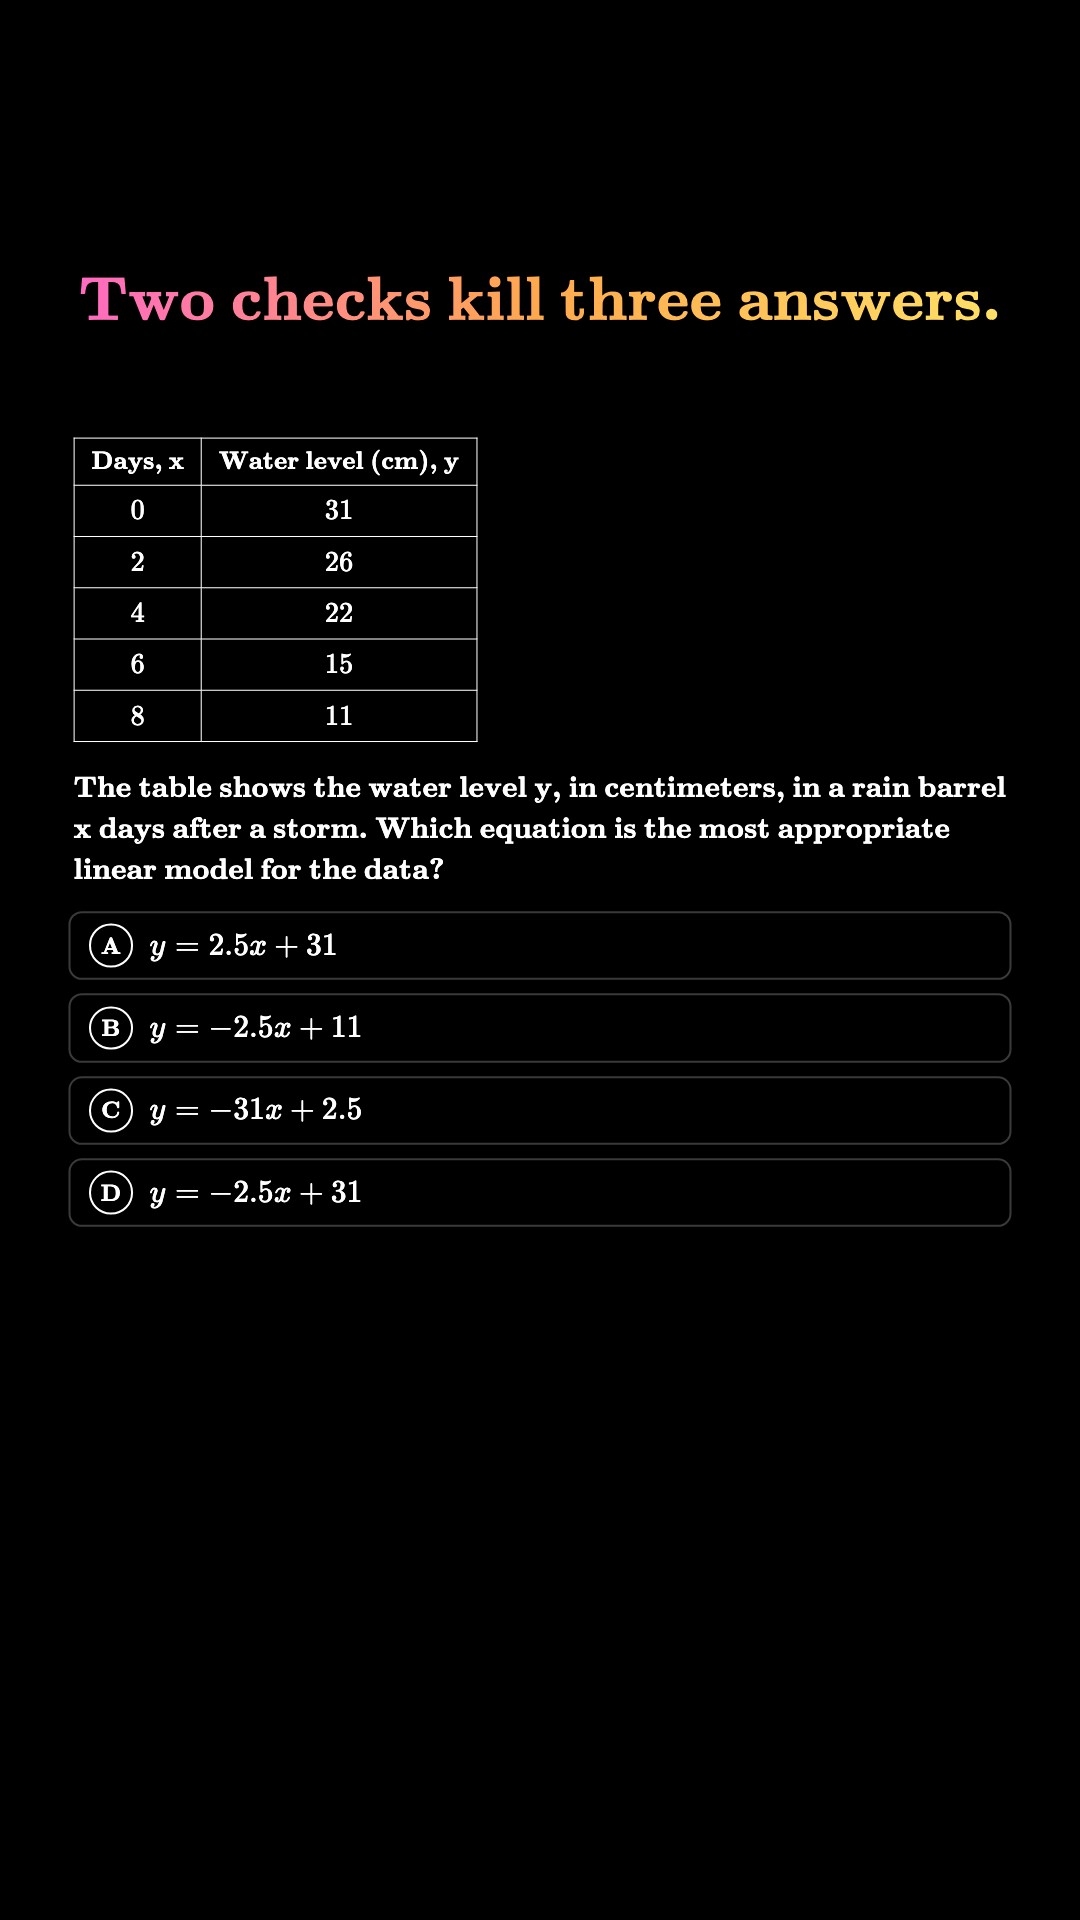 Two checks kill three answers.
Days, x Water level (cm), y
0 31
2 26
4 22
6 15
8 11
The table shows the water level y, in centimeters, in a rain barrel
x days after a storm. Which equation is the most appropriate
linear model for the data?
A y = 2.5x + 31
B y = −2.5x + 11
C y = −31x + 2.5
D y = −2.5x + 31